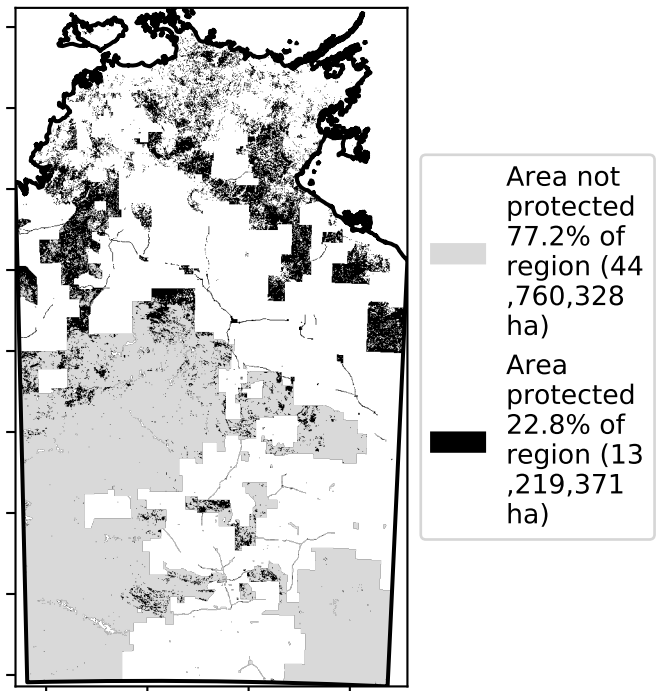 Area not
protected
77.2% of
region (44
,760,328
ha)
Area
protected
22.8% of
region (13
,219,371
ha)